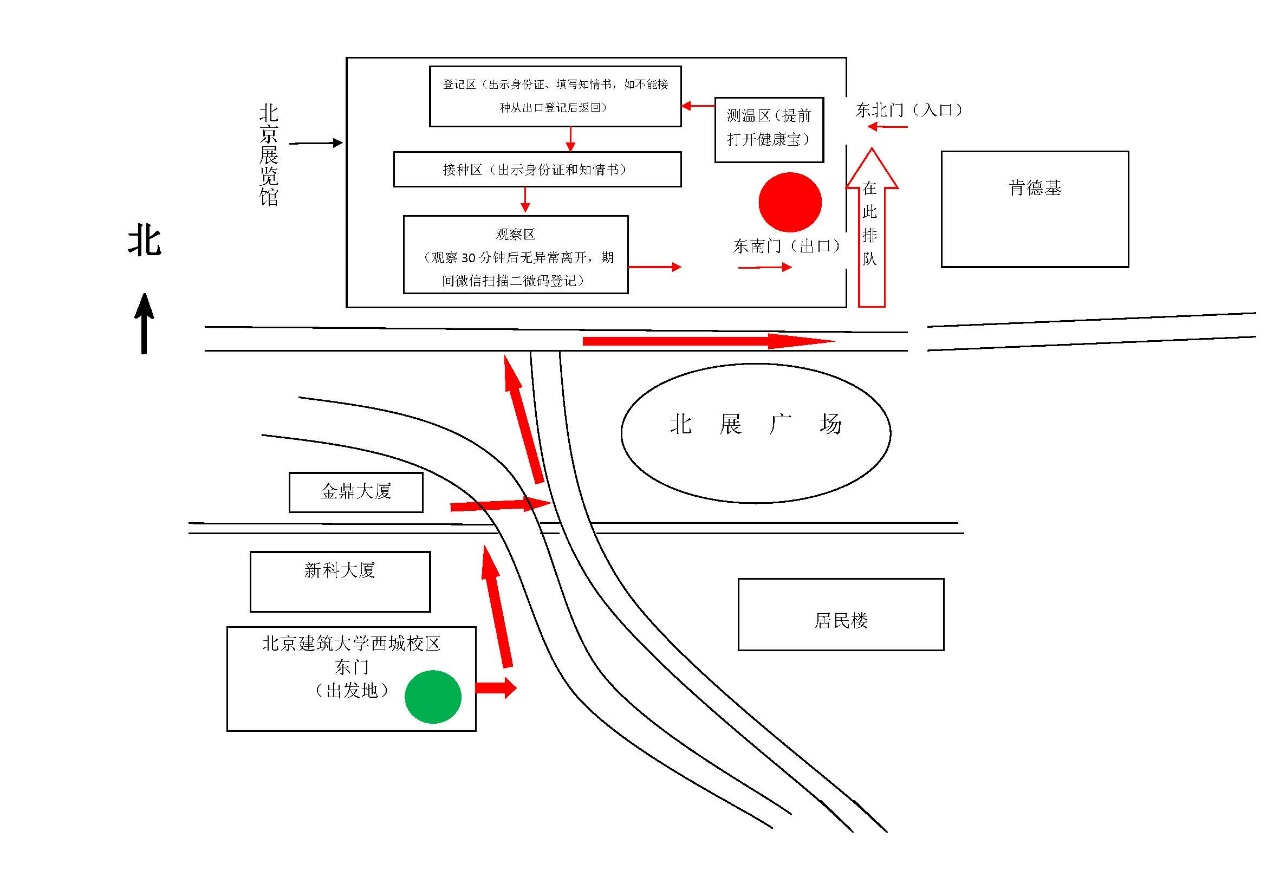 登记区（出示身份证、填写知情书，如不能接
种从出口登记后返回）
测温区（提前
打开健康宝）
东北门（入口）
北京展览馆
接种区（出示身份证和知情书）
肯德基
在此排队
观察区
（观察 30 分钟后无异常离开，期
间微信扫描二微码登记）
东南门（出口）
北
北 展 广 场
金鼎大厦
新科大厦
居民楼
北京建筑大学西城校区
东门
（出发地）